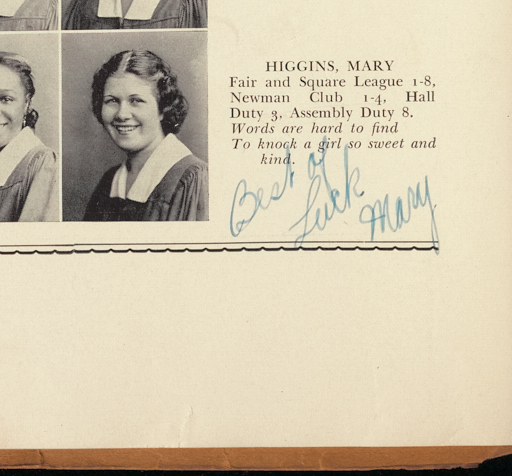 HIGGINS, MARY
Fair and Square League 1-8,
Newman Club 1-4, Hall
Duty 3, Assembly Duty 8.
Words are hard to find
To knock a girl so sweet and
kind.
Best of
Luck
Mary